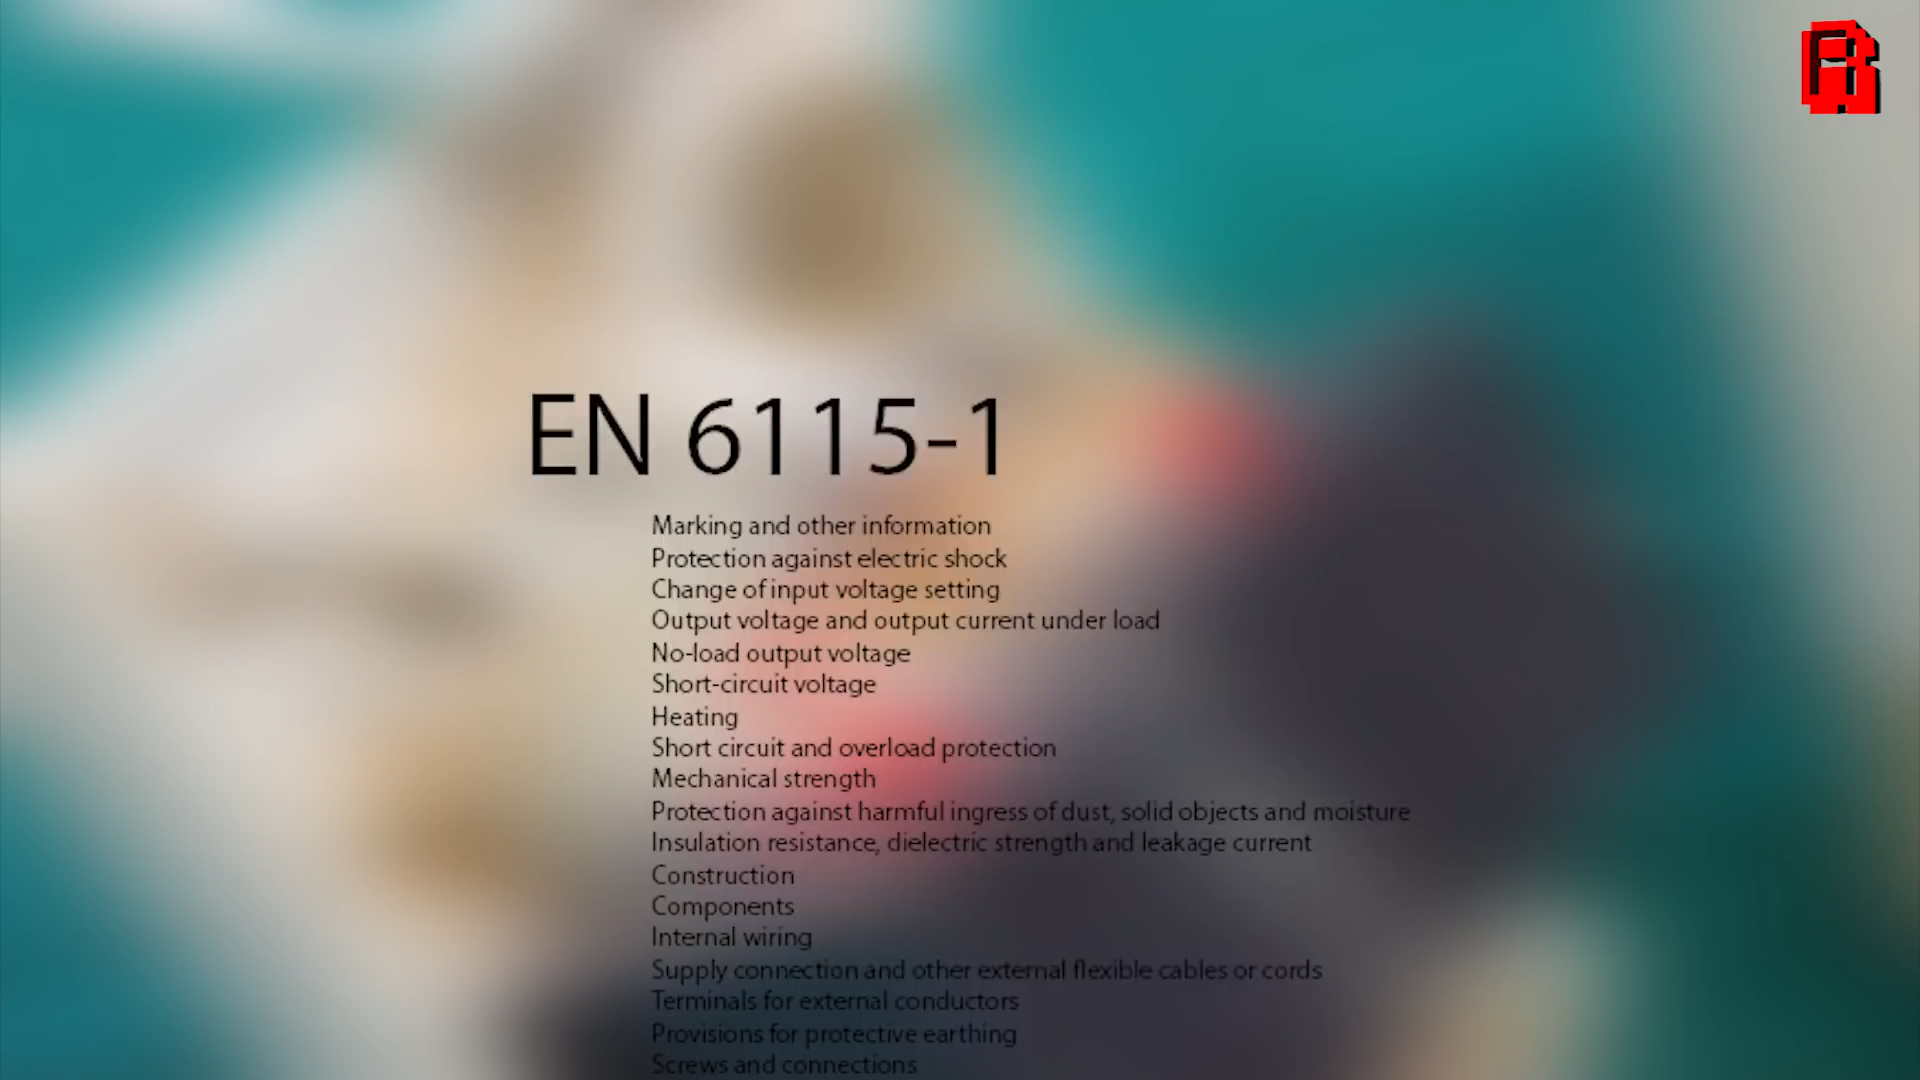 EN 6115-1
Marking and other information
Protection against electric shock
Change of input voltage setting
Output voltage and output current under load
No-load output voltage
Short-circuit voltage
Heating
Short circuit and overload protection
Mechanical strength
Protection against harmful ingress of dust, solid objects and moisture
Insulation resistance, dielectric strength and leakage current
Construction
Components
Internal wiring
Supply connection and other external flexible cables or cords
Terminals for external conductors
Provisions for protective earthing
Screws and connections